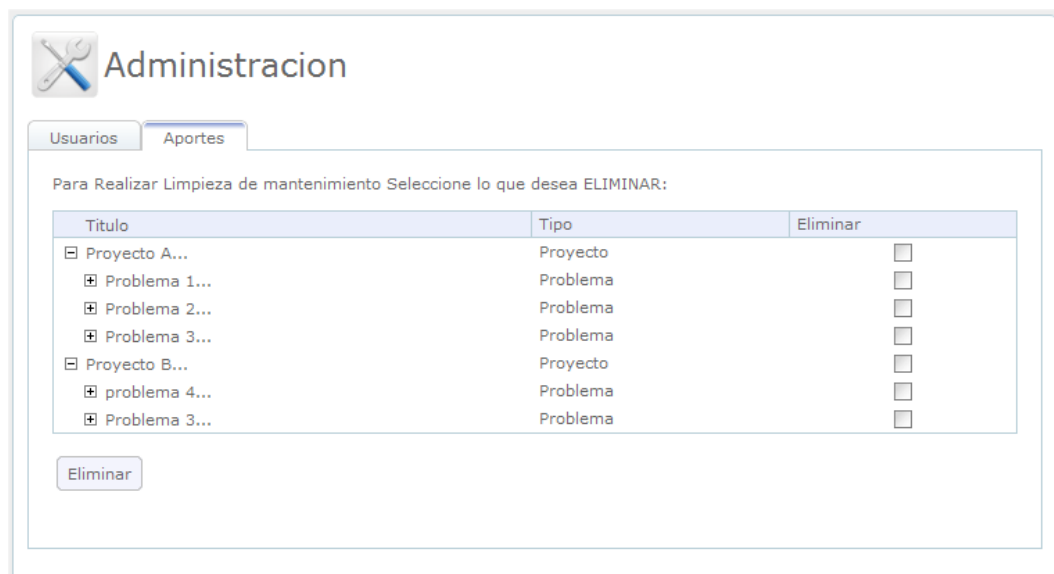 Administracion
Usuarios Aportes
Para Realizar Limpieza de mantenimiento Seleccione lo que desea ELIMINAR:
Titulo Tipo Eliminar
Proyecto A... Proyecto
Problema 1... Problema
Problema 2... Problema
Problema 3... Problema
Proyecto B... Proyecto
problema 4... Problema
Problema 3... Problema
Eliminar